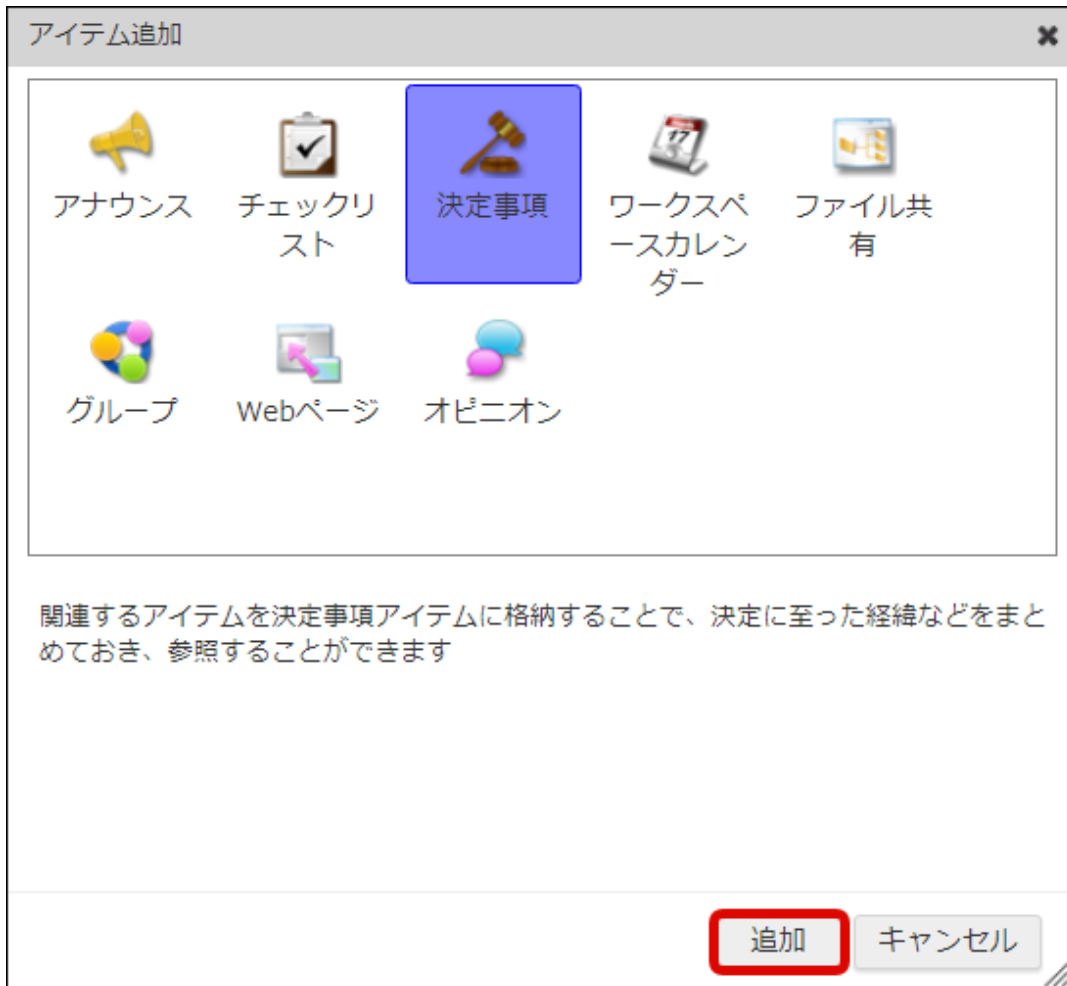 アイテム追加
アナウンス
チェックリ
スト
決定事項
ワークスペ
ースカレン
ダー
ファイル共
有
グループ
Webページ
オピニオン
関連するアイテムを決定事項アイテムに格納することで、決定に至った経緯などをまと
めておき、参照することができます
追加
キャンセル